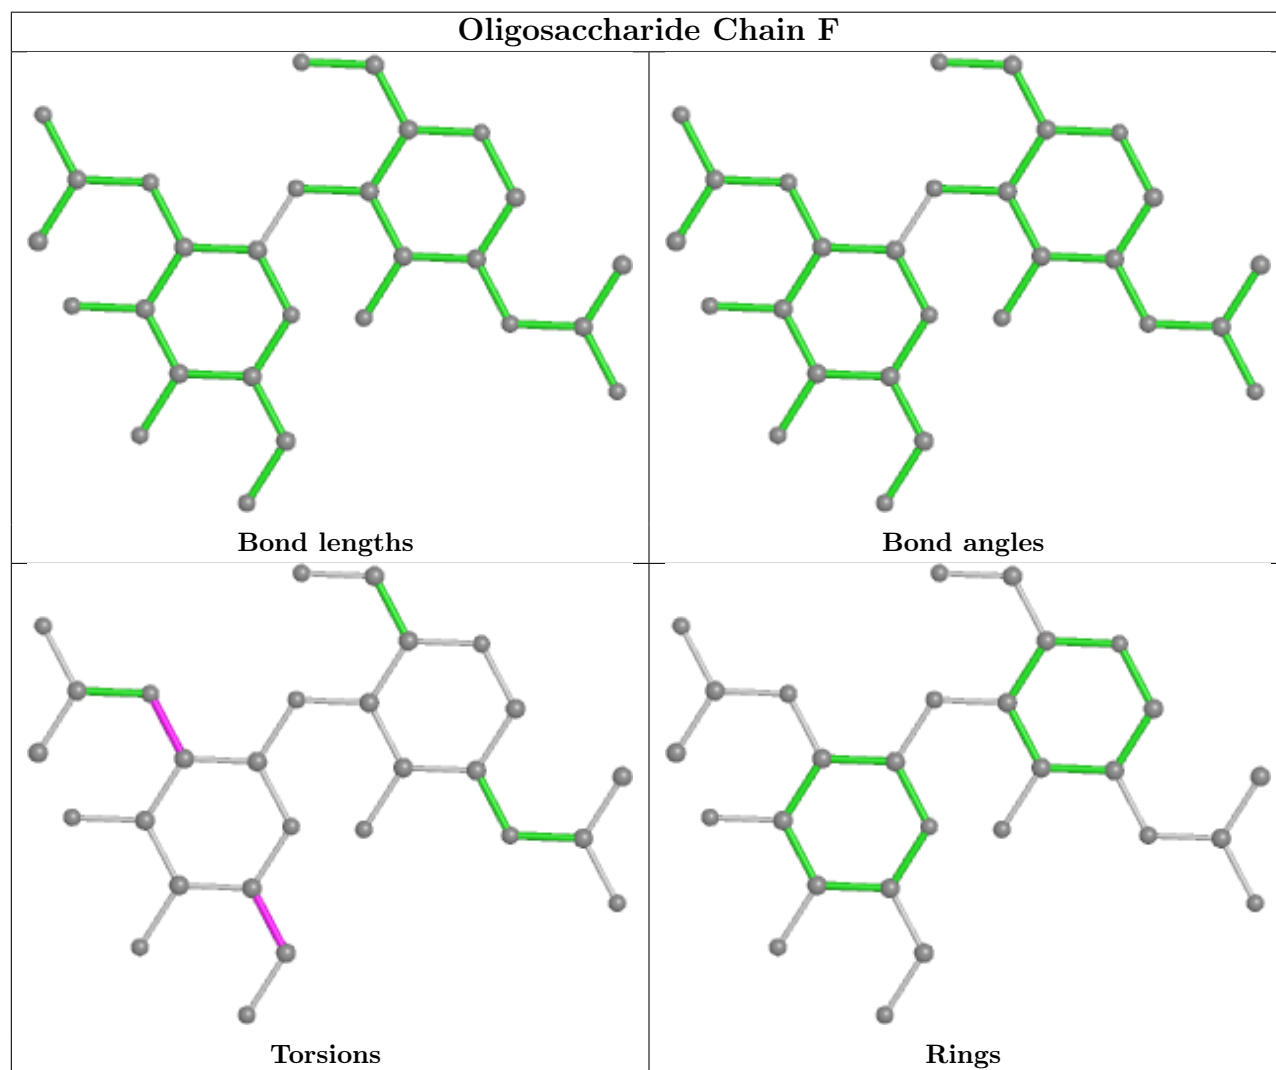 Oligosaccharide Chain F
Bond lengths
Bond angles
Torsions
Rings